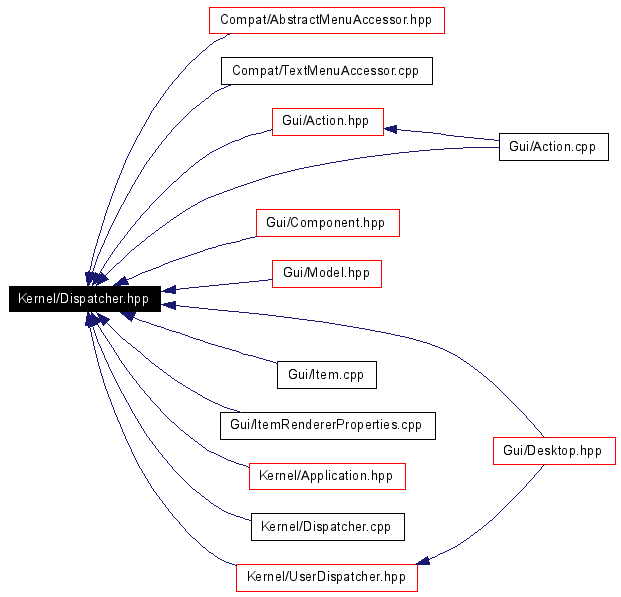 Compat/AbstractMenuAccessor.hpp
Compat/TextMenuAccessor.cpp
Gui/Action.hpp
Gui/Action.cpp
Gui/Component.hpp
Gui/Model.hpp
Kernel/Dispatcher.hpp
Gui/Item.cpp
Gui/ItemRendererProperties.cpp
Gui/Desktop.hpp
Kernel/Application.hpp
Kernel/Dispatcher.cpp
Kernel/UserDispatcher.hpp